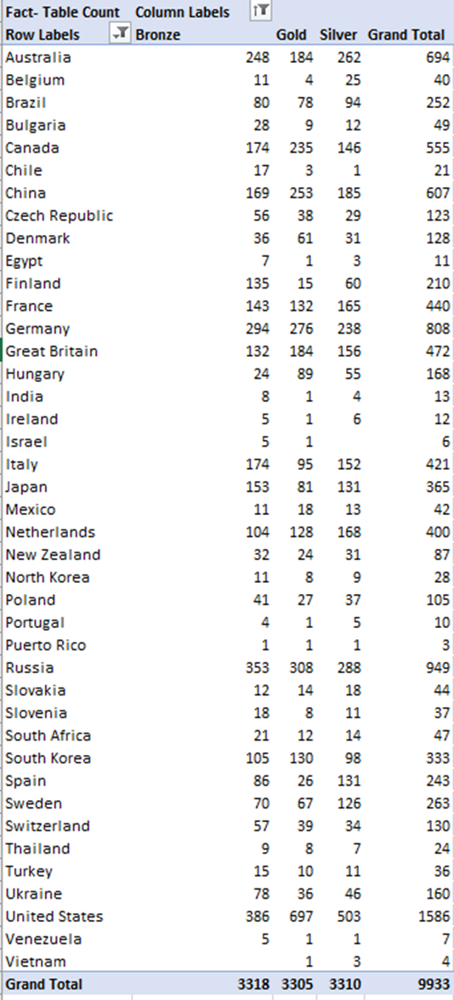 Fact- Table Count Column Labels
Row Labels Bronze Gold Silver Grand Total
Australia 248 184 262 694
Belgium 11 4 25 40
Brazil 80 78 94 252
Bulgaria 28 9 12 49
Canada 174 235 146 555
Chile 17 3 1 21
China 169 253 185 607
Czech Republic 56 38 29 123
Denmark 36 61 31 128
Egypt 7 1 3 11
Finland 135 15 60 210
France 143 132 165 440
Germany 294 276 238 808
Great Britain 132 184 156 472
Hungary 24 89 55 168
India 8 1 4 13
Ireland 5 1 6 12
Israel 5 1 6
Italy 174 95 152 421
Japan 153 81 131 365
Mexico 11 18 13 42
Netherlands 104 128 168 400
New Zealand 32 24 31 87
North Korea 11 8 9 28
Poland 41 27 37 105
Portugal 4 1 5 10
Puerto Rico 1 1 1 3
Russia 353 308 288 949
Slovakia 12 14 18 44
Slovenia 18 8 11 37
South Africa 21 12 14 47
South Korea 105 130 98 333
Spain 86 26 131 243
Sweden 70 67 126 263
Switzerland 57 39 34 130
Thailand 9 8 7 24
Turkey 15 10 11 36
Ukraine 78 36 46 160
United States 386 697 503 1586
Venezuela 5 1 1 7
Vietnam 1 3 4
Grand Total 3318 3305 3310 9933